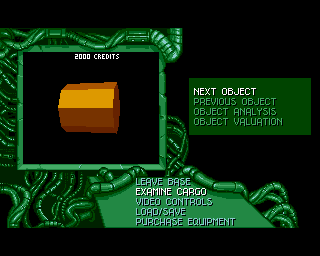 2000 CREDITS
NEXT OBJECT
PREVIOUS OBJECT
OBJECT ANALYSIS
OBJECT VALUATION
LEAVE BASE
EXAMINE CARGO
VIDEO CONTROLS
LOAD/SAVE
PURCHASE EQUIPMENT